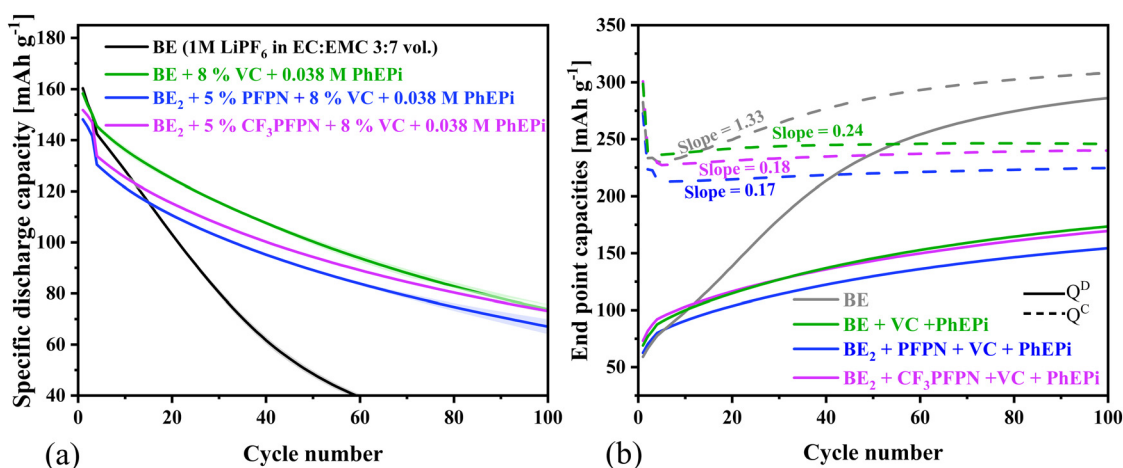 Specific discharge capacity [mAh g⁻¹]
180
160
140
120
100
80
60
40
BE (1M LiPF₆ in EC:EMC 3:7 vol.)
BE + 8 % VC + 0.038 M PhEPi
BE₂ + 5 % PFPN + 8 % VC + 0.038 M PhEPi
BE₂ + 5 % CF₃PFPN + 8 % VC + 0.038 M PhEPi
0 20 40 60 80 100
(a) Cycle number
End point capacities [mAh g⁻¹]
350
300
250
200
150
100
50
Slope = 1.33
Slope = 0.24
Slope = 0.18
Slope = 0.17
BE
BE + VC +PhEPi
BE₂ + PFPN + VC + PhEPi
BE₂ + CF₃PFPN +VC + PhEPi
Qᴰ
Qᶜ
0 20 40 60 80 100
(b) Cycle number